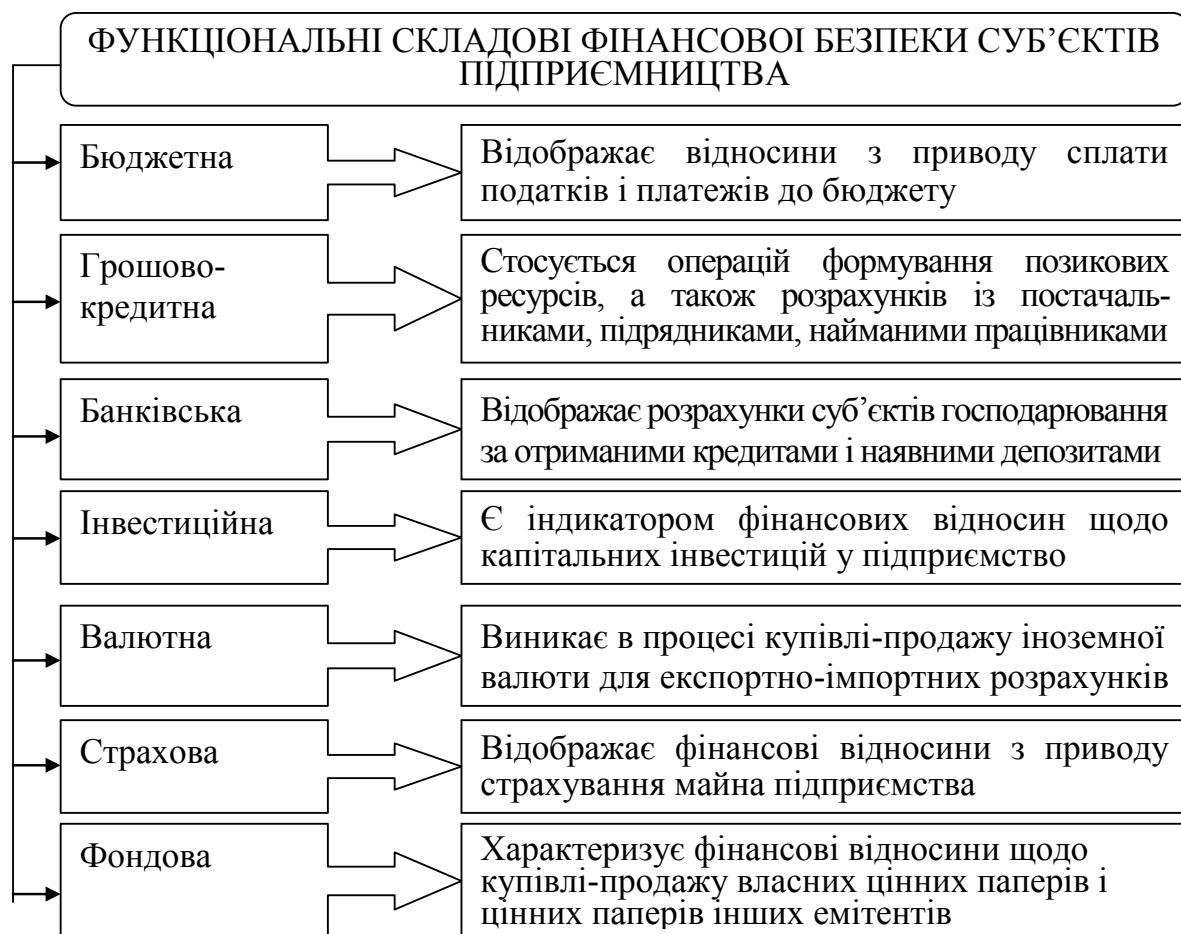 ФУНКЦІОНАЛЬНІ СКЛАДОВІ ФІНАНСОВОЇ БЕЗПЕКИ СУБ’ЄКТІВ
ПІДПРИЄМНИЦТВА
Бюджетна
Відображає відносини з приводу сплати
податків і платежів до бюджету
Грошово-
кредитна
Стосується операцій формування позикових
ресурсів, а також розрахунків із постачаль-
никами, підрядниками, найманими працівниками
Банківська
Відображає розрахунки суб’єктів господарювання
за отриманими кредитами і наявними депозитами
Інвестиційна
Є індикатором фінансових відносин щодо
капітальних інвестицій у підприємство
Валютна
Виникає в процесі купівлі-продажу іноземної
валюти для експортно-імпортних розрахунків
Страхова
Відображає фінансові відносини з приводу
страхування майна підприємства
Фондова
Характеризує фінансові відносини щодо
купівлі-продажу власних цінних паперів і
цінних паперів інших емітентів